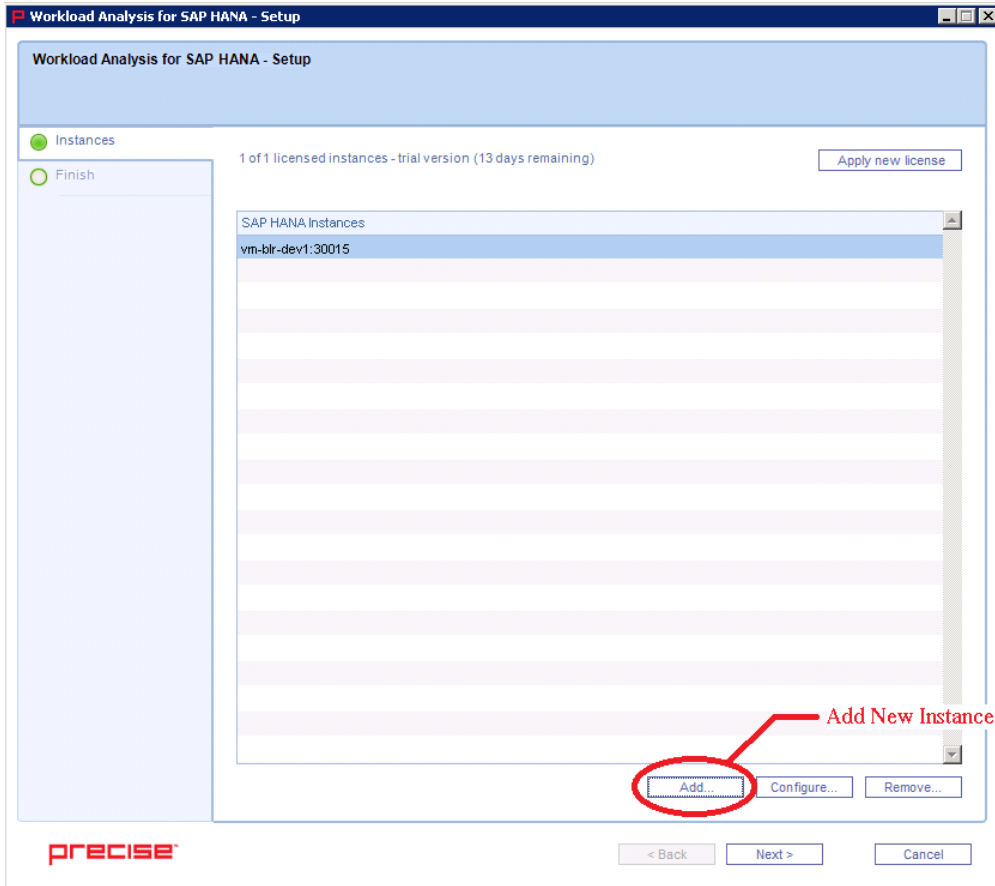 Workload Analysis for SAP HANA - Setup
Workload Analysis for SAP HANA - Setup
Instances
Finish
1 of 1 licensed instances - trial version (13 days remaining)
Apply new license
SAP HANA Instances
vm-blr-dev1:30015
Add New Instance
Add...
Configure...
Remove...
precise
< Back
Next >
Cancel